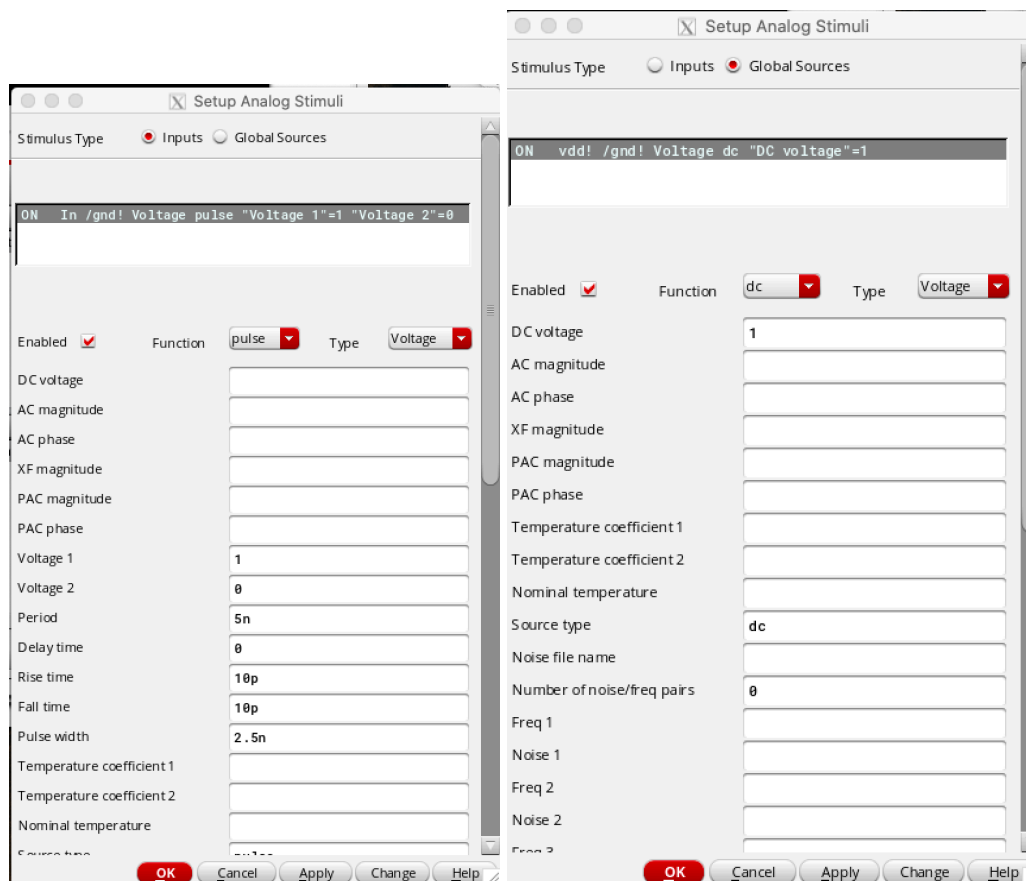 Setup Analog Stimuli
Stimulus Type Inputs Global Sources
ON In /gnd! Voltage pulse "Voltage 1"=1 "Voltage 2"=0
Enabled Function pulse Type Voltage
DC voltage
AC magnitude
AC phase
XF magnitude
PAC magnitude
PAC phase
Voltage 1 1
Voltage 2 0
Period 5n
Delay time 0
Rise time 10p
Fall time 10p
Pulse width 2.5n
Temperature coefficient 1
Temperature coefficient 2
Nominal temperature
Source type pulse
OK Cancel Apply Change Help
Setup Analog Stimuli
Stimulus Type Inputs Global Sources
ON vdd! /gnd! Voltage dc "DC voltage"=1
Enabled Function dc Type Voltage
DC voltage 1
AC magnitude
AC phase
XF magnitude
PAC magnitude
PAC phase
Temperature coefficient 1
Temperature coefficient 2
Nominal temperature
Source type dc
Noise file name
Number of noise/freq pairs 0
Freq 1
Noise 1
Freq 2
Noise 2
Freq 3
OK Cancel Apply Change Help